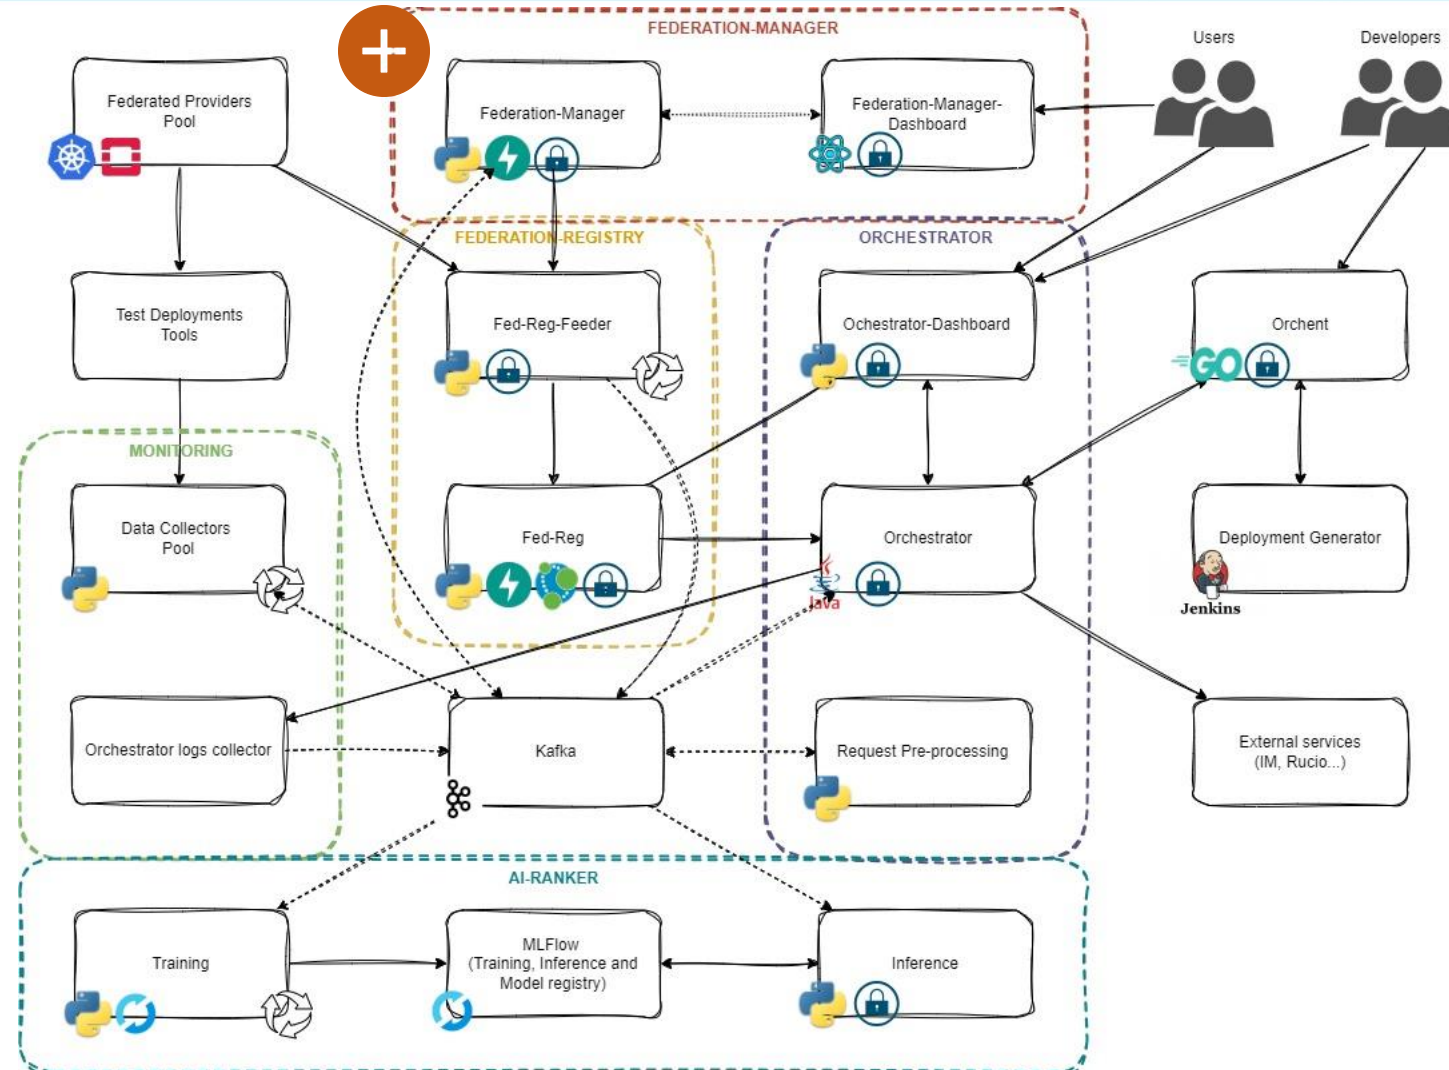 FEDERATION-MANAGER
Users
Developers
Federated Providers
Pool
Federation-Manager
Federation-Manager-
Dashboard
FEDERATION-REGISTRY
ORCHESTRATOR
Test Deployments
Tools
Fed-Reg-Feeder
Ochestrator-Dashboard
Orchent
GO
MONITORING
Data Collectors
Pool
Fed-Reg
Orchestrator
Deployment Generator
Java
Jenkins
Orchestrator logs collector
Kafka
Request Pre-processing
External services
(IM, Rucio...)
AI-RANKER
Training
MLFlow
(Training, Inference and
Model registry)
Inference